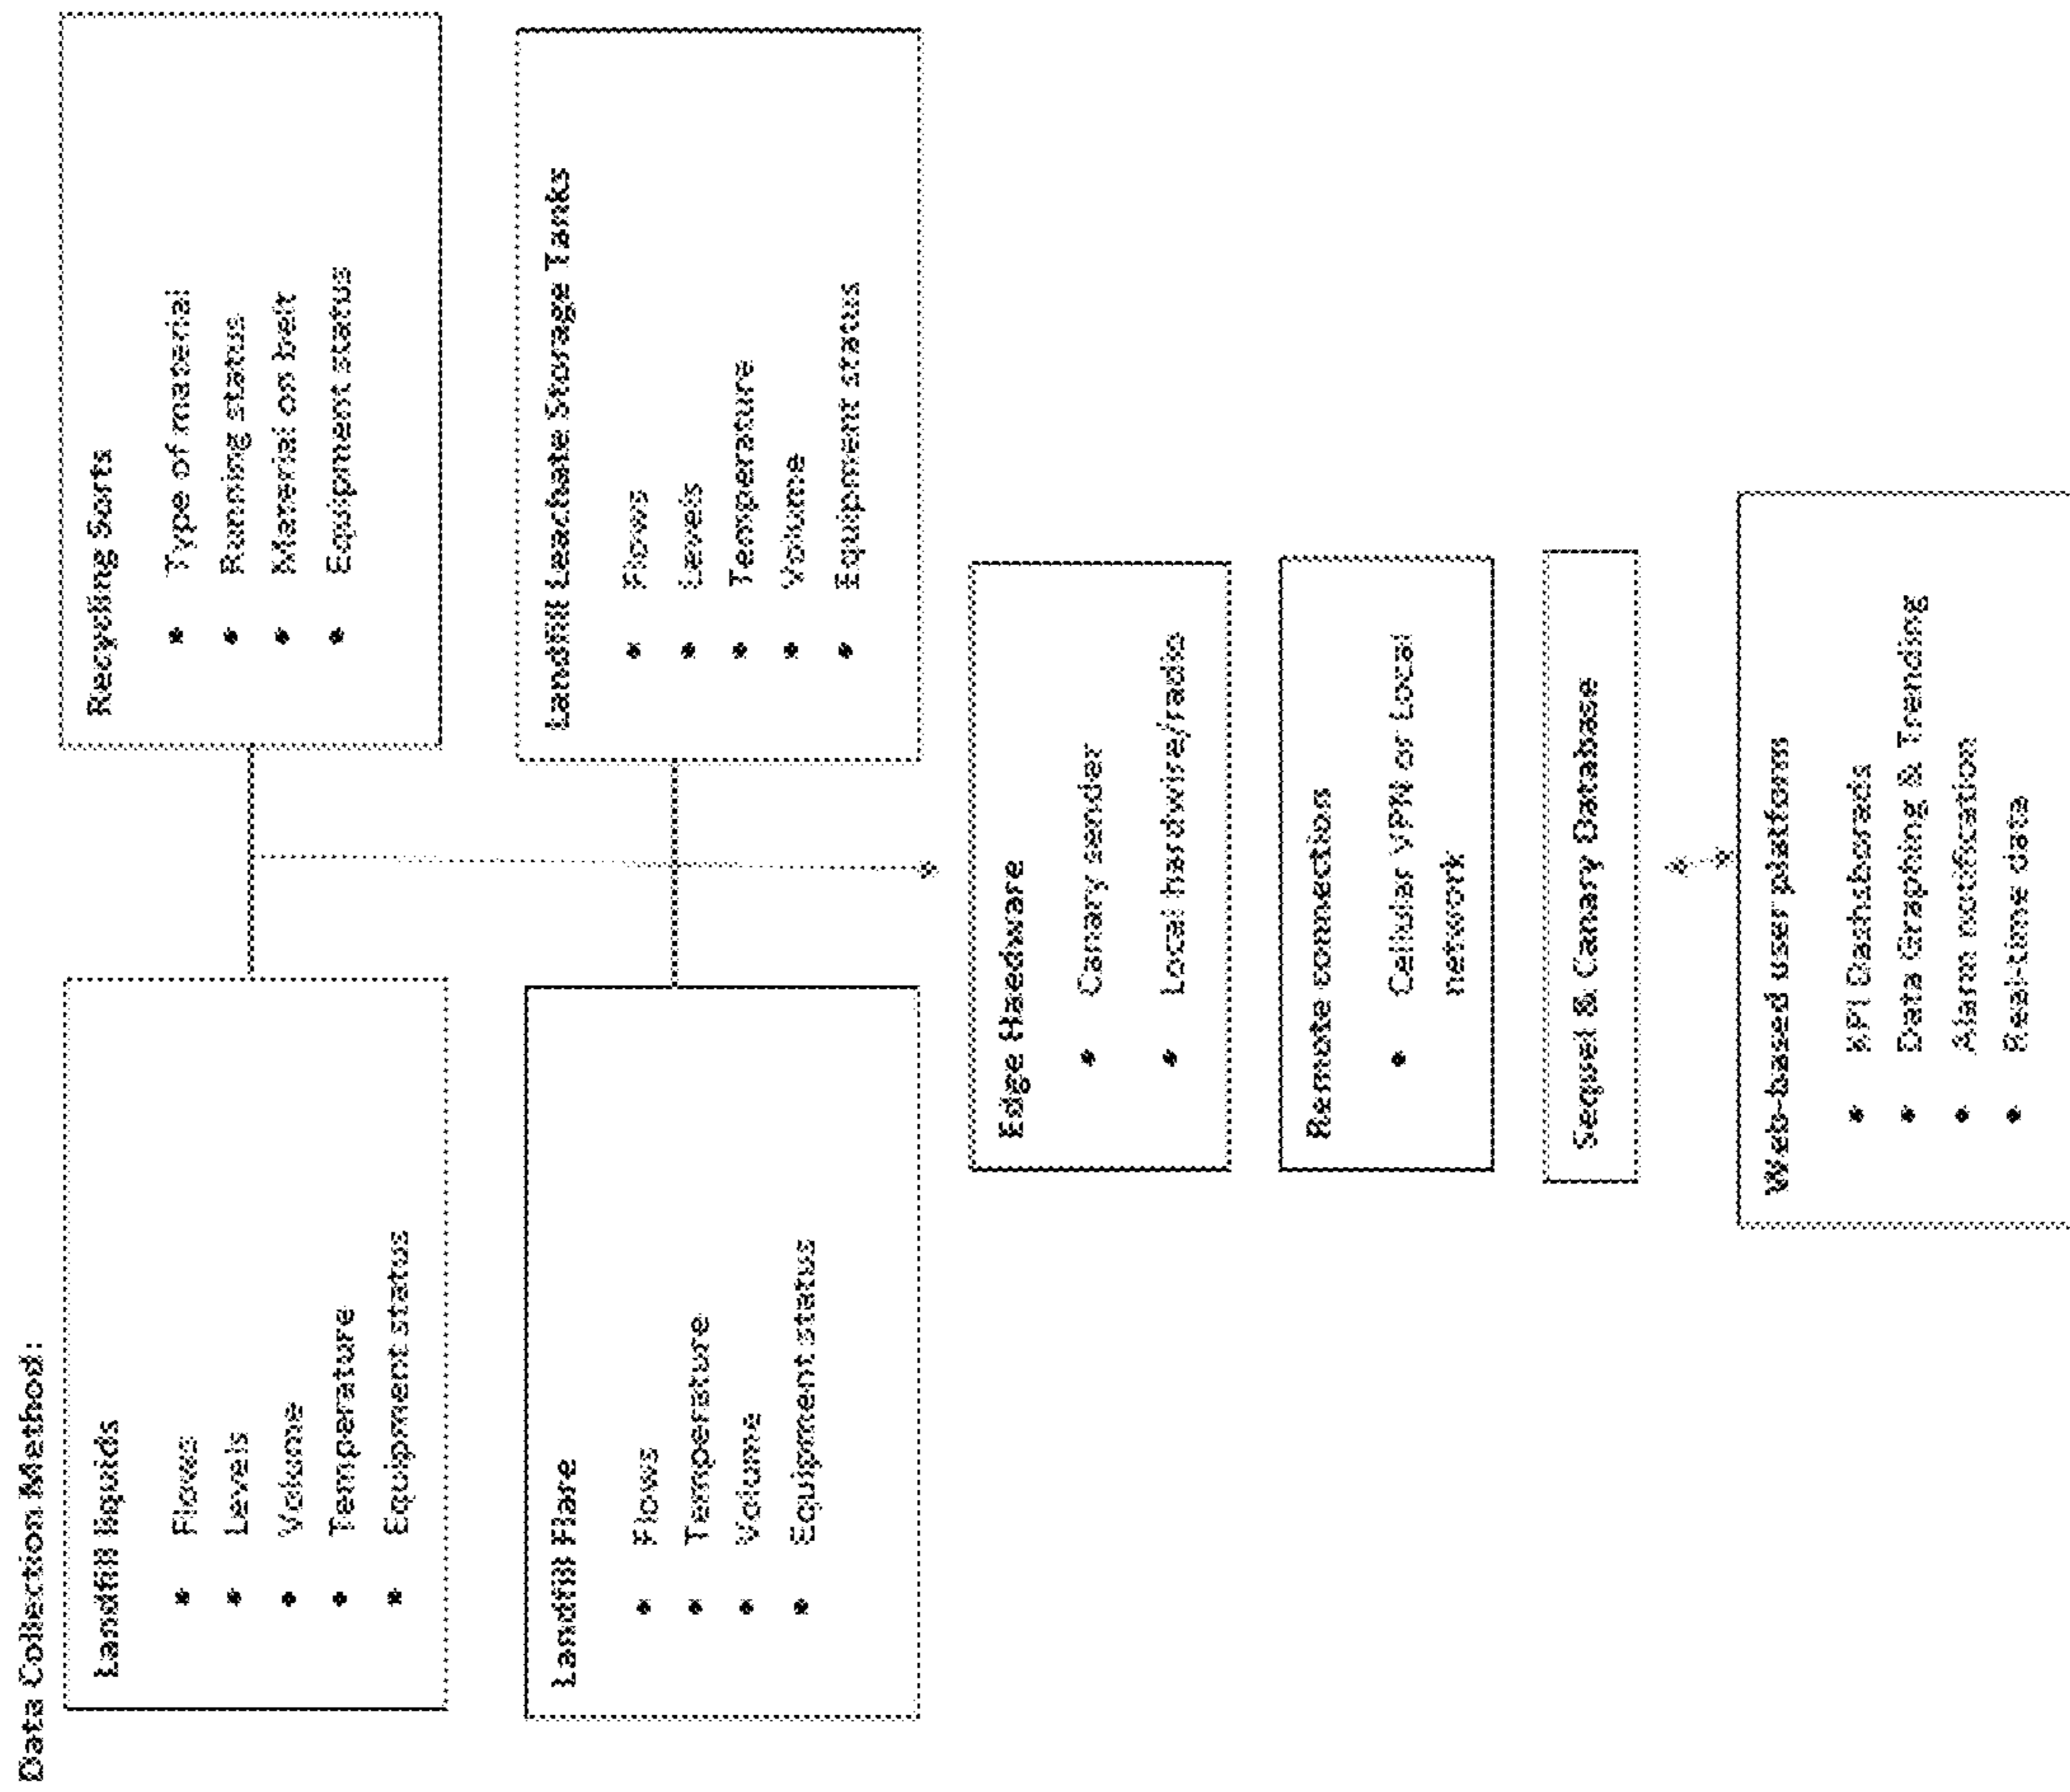 Data Collection Method:
Landfill liquids
• Flows
• Levels
• Volume
• Temperature
• Equipment status
Recycling Sorts
• Type of material
• Running status
• Material on belt
• Equipment status
Landfill Flare
• Flows
• Temperature
• Volume
• Equipment status
Landfill Leachate Storage Tanks
• Flows
• Levels
• Temperature
• Volume
• Equipment status
Edge Haedware
• Canary sender
• Local hardwire/radio
Remote connection
• Cellular VPN or Local
network
Sequel & Canary Database
Web-based user platform
• KPI Dashborads
• Data Graphing & Trending
• Alarm notification
• Real-time data